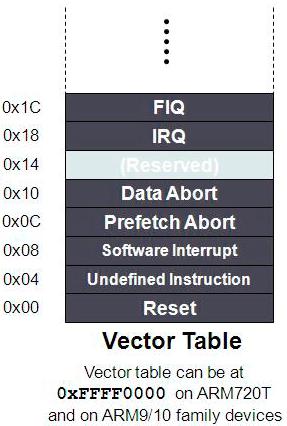 0x1C FIQ
0x18 IRQ
0x14 (Reserved)
0x10 Data Abort
0x0C Prefetch Abort
0x08 Software Interrupt
0x04 Undefined Instruction
0x00 Reset
Vector Table
Vector table can be at
0xFFFF0000 on ARM720T
and on ARM9/10 family devices